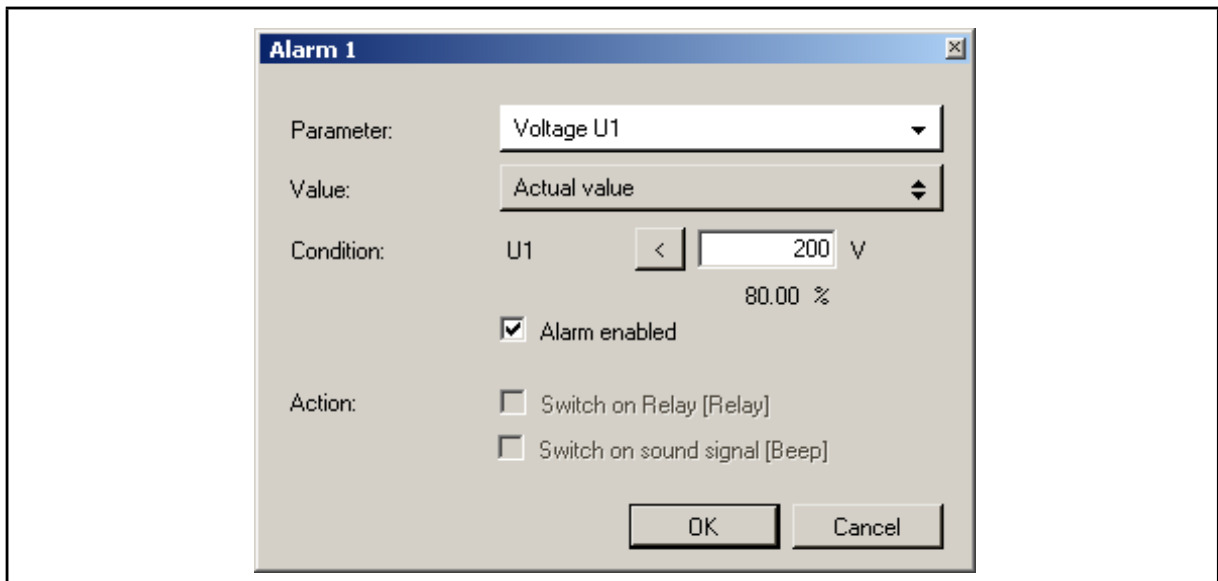 Alarm 1
Parameter: Voltage U1
Value: Actual value
Condition: U1 < 200 V
80.00 %
Alarm enabled
Action: Switch on Relay [Relay]
Switch on sound signal [Beep]
OK Cancel